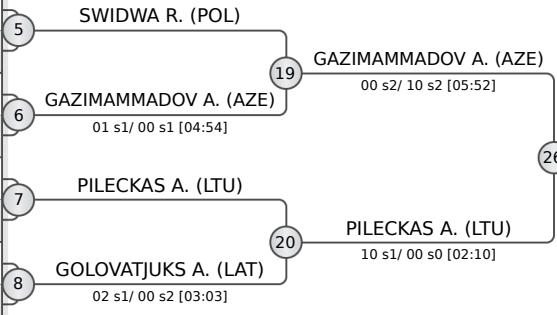 SWIDWA R. (POL)
5
GAZIMAMMADOV A. (AZE)
19
00 s2/ 10 s2 [05:52]
GAZIMAMMADOV A. (AZE)
6
01 s1/ 00 s1 [04:54]
26
PILECKAS A. (LTU)
7
PILECKAS A. (LTU)
20
10 s1/ 00 s0 [02:10]
GOLOVATJUKS A. (LAT)
8
02 s1/ 00 s2 [03:03]